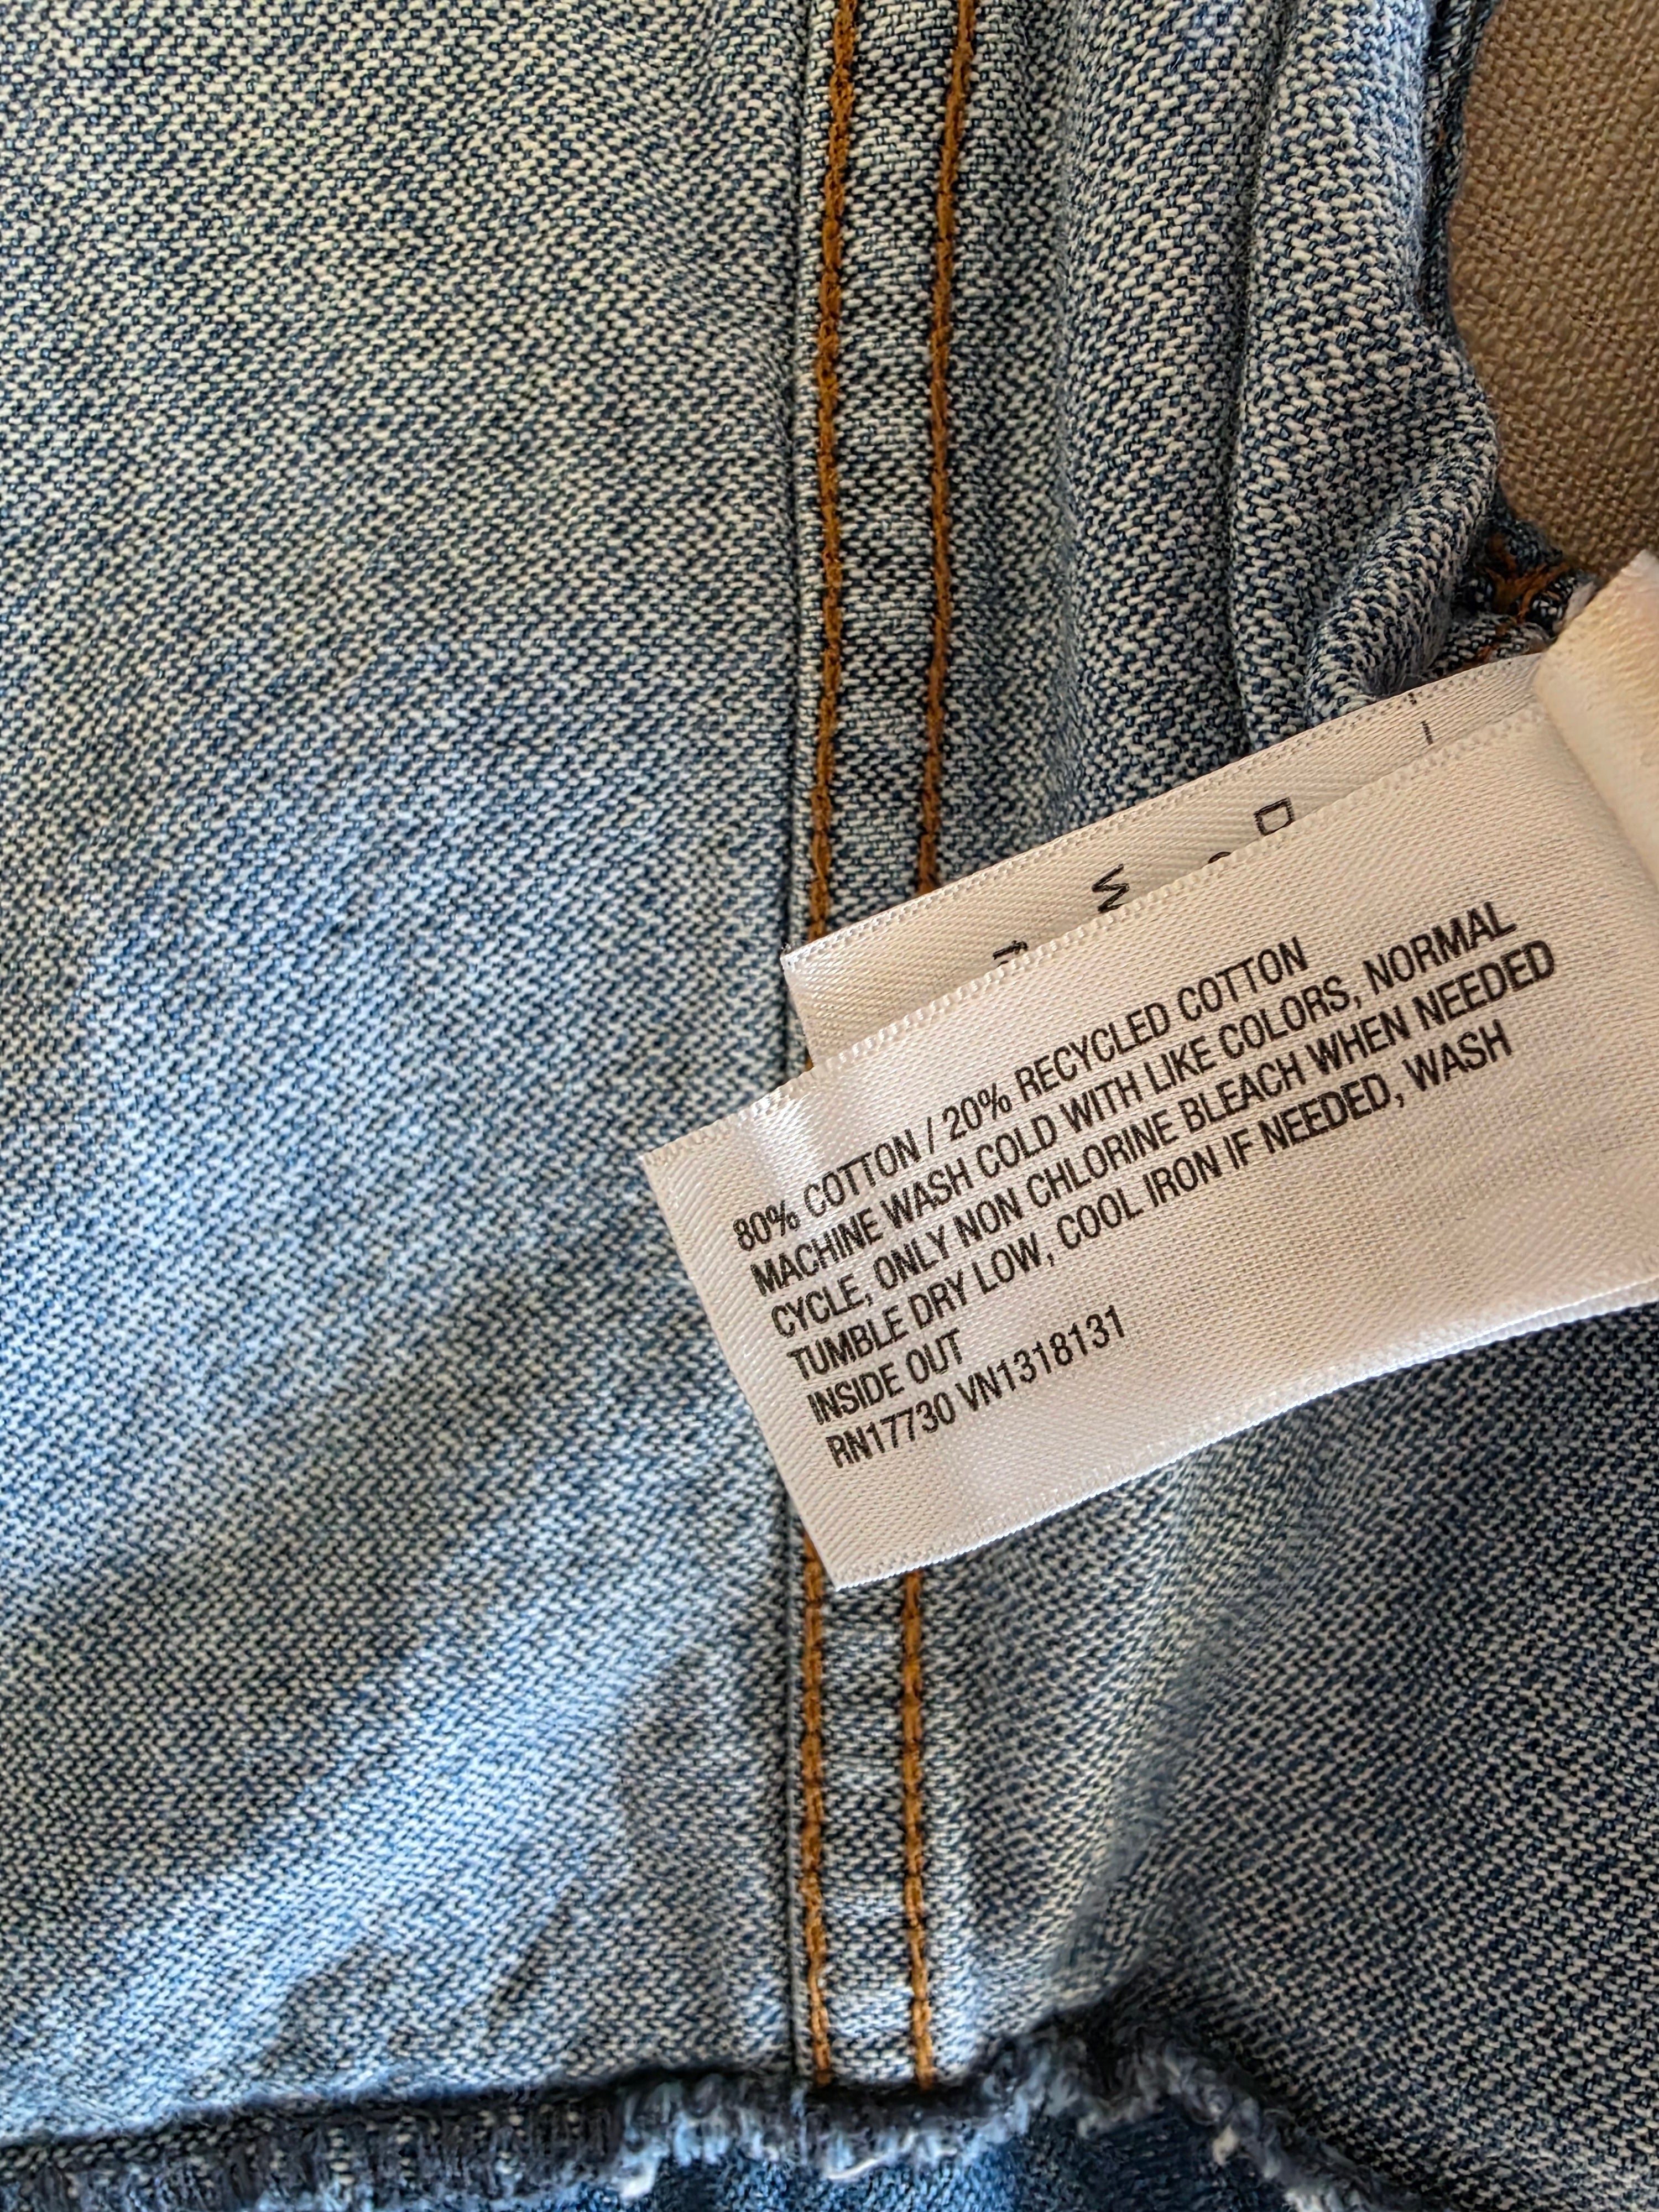 80% COTTON / 20% RECYCLED COTTON
MACHINE WASH COLD WITH LIKE COLORS, NORMAL
CYCLE, ONLY NON CHLORINE BLEACH WHEN NEEDED
TUMBLE DRY LOW, COOL IRON IF NEEDED, WASH
INSIDE OUT
RN17730 VN1318131